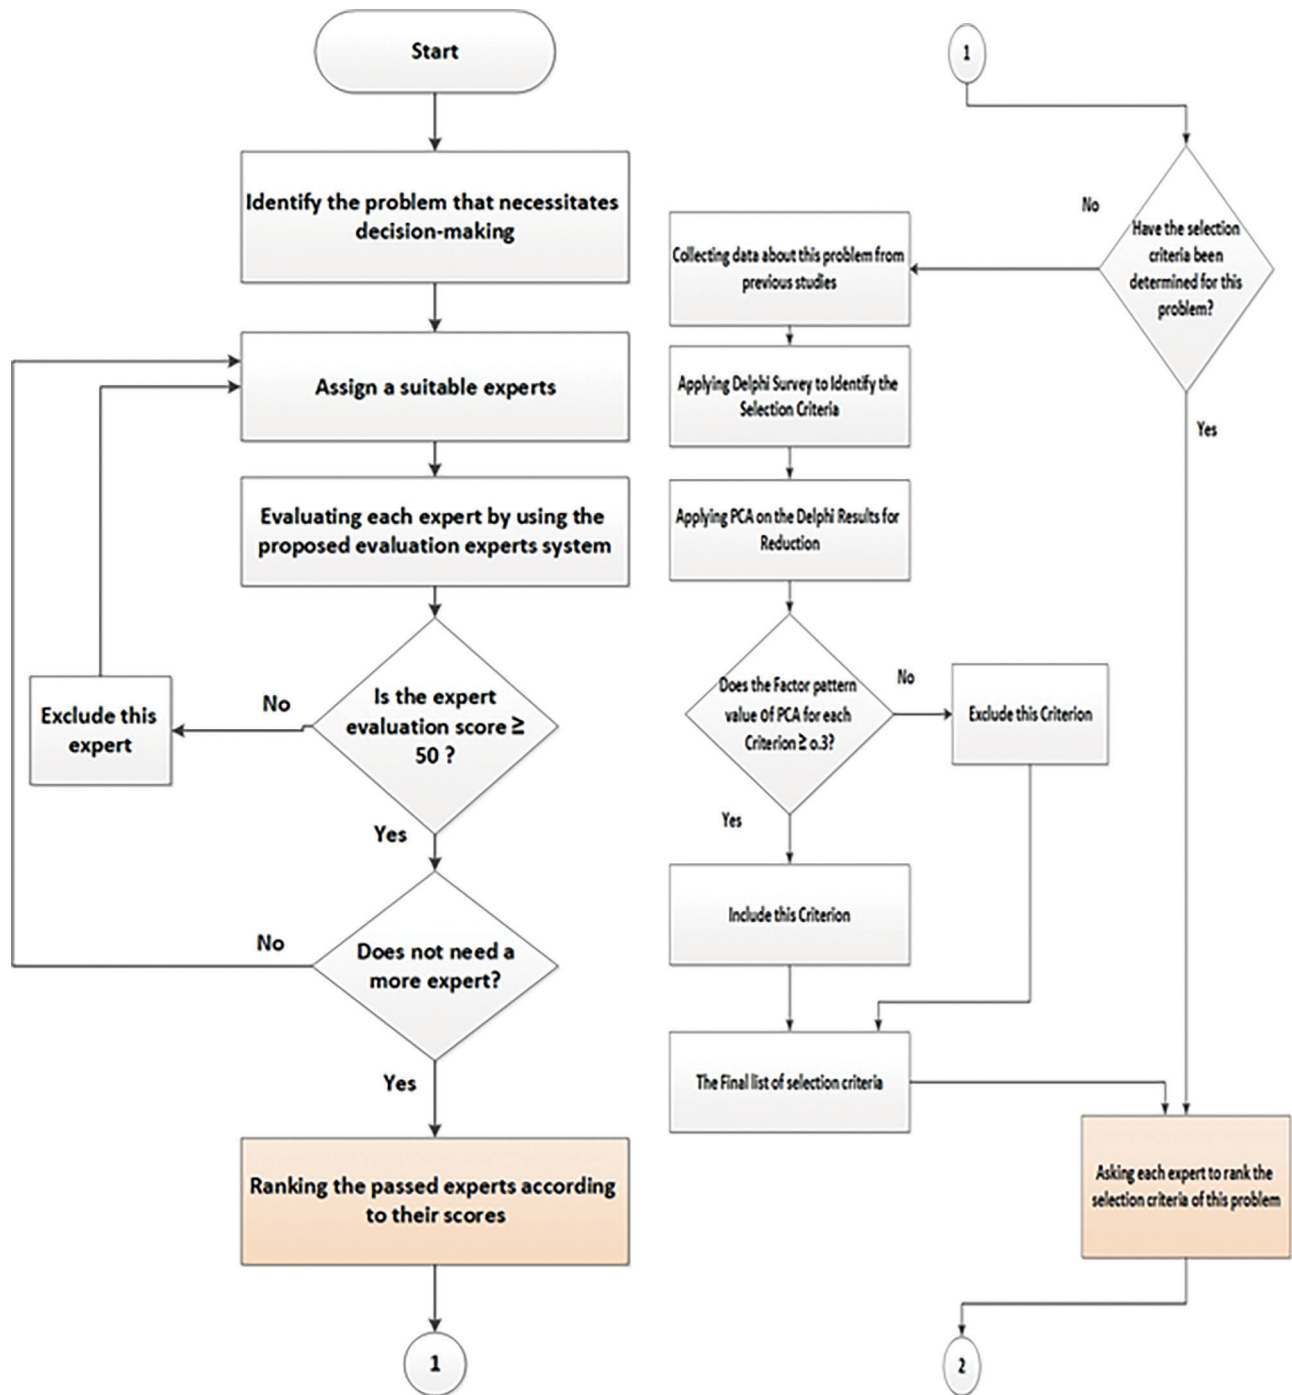 Start
Identify the problem that necessitates
decision-making
Assign a suitable experts
Evaluating each expert by using the
proposed evaluation experts system
Is the expert
evaluation score ≥
50 ?
No
Exclude this
expert
Yes
Does not need a
more expert?
No
Yes
Ranking the passed experts according
to their scores
1
1
Have the selection
criteria been
determined for this
problem?
No
Yes
Collecting data about this problem from
previous studies
Applying Delphi Survey to Identify the
Selection Criteria
Applying PCA on the Delphi Results for
Reduction
Does the Factor pattern
value of PCA for each
Criterion ≥ o.3?
No
Exclude this Criterion
Yes
Include this Criterion
The Final list of selection criteria
Asking each expert to rank the
selection criteria of this problem
2